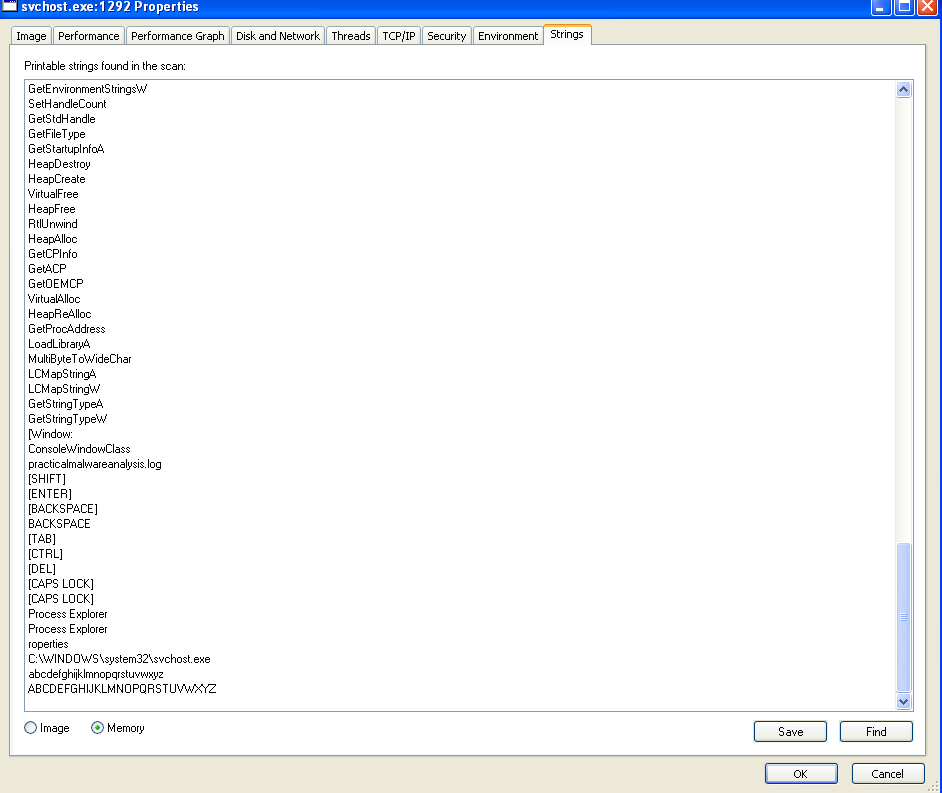 svchost.exe:1292 Properties
Image Performance Performance Graph Disk and Network Threads TCP/IP Security Environment Strings
Printable strings found in the scan:
GetEnvironmentStringsW
SetHandleCount
GetStdHandle
GetFileType
GetStartupInfoA
HeapDestroy
HeapCreate
VirtualFree
HeapFree
RtlUnwind
HeapAlloc
GetCPInfo
GetACP
GetOEMCP
VirtualAlloc
HeapReAlloc
GetProcAddress
LoadLibraryA
MultiByteToWideChar
LCMapStringA
LCMapStringW
GetStringTypeA
GetStringTypeW
[Window:
ConsoleWindowClass
practicalmalwareanalysis.log
[SHIFT]
[ENTER]
[BACKSPACE]
BACKSPACE
[TAB]
[CTRL]
[DEL]
[CAPS LOCK]
[CAPS LOCK]
Process Explorer
Process Explorer
roperties
C:\WINDOWS\system32\svchost.exe
abcdefghijklmnopqrstuvwxyz
ABCDEFGHIJKLMNOPQRSTUVWXYZ
Image Memory Save Find
OK Cancel